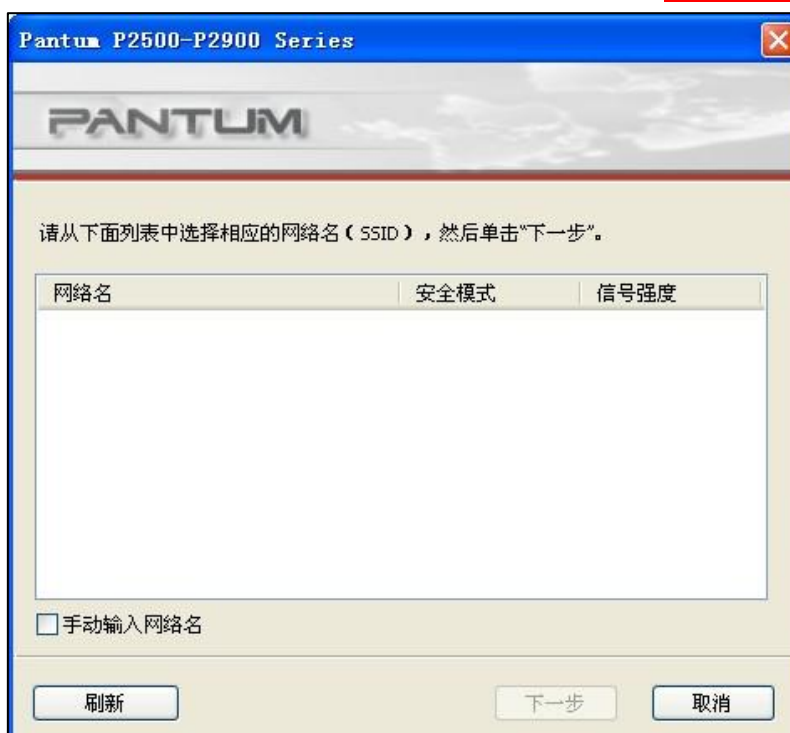 Pantum P2500-P2900 Series
PANTUM
请从下面列表中选择相应的网络名(SSID),然后单击“下一步”。
网络名 安全模式 信号强度
手动输入网络名
刷新 下一步 取消